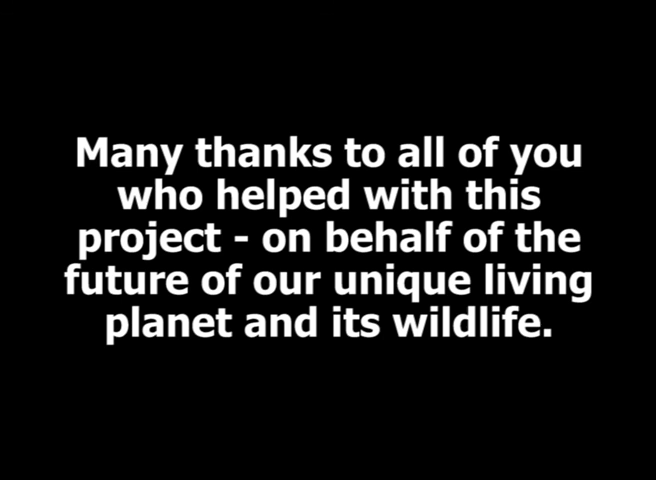 Many thanks to all of you
who helped with this
project - on behalf of the
future of our unique living
planet and its wildlife.